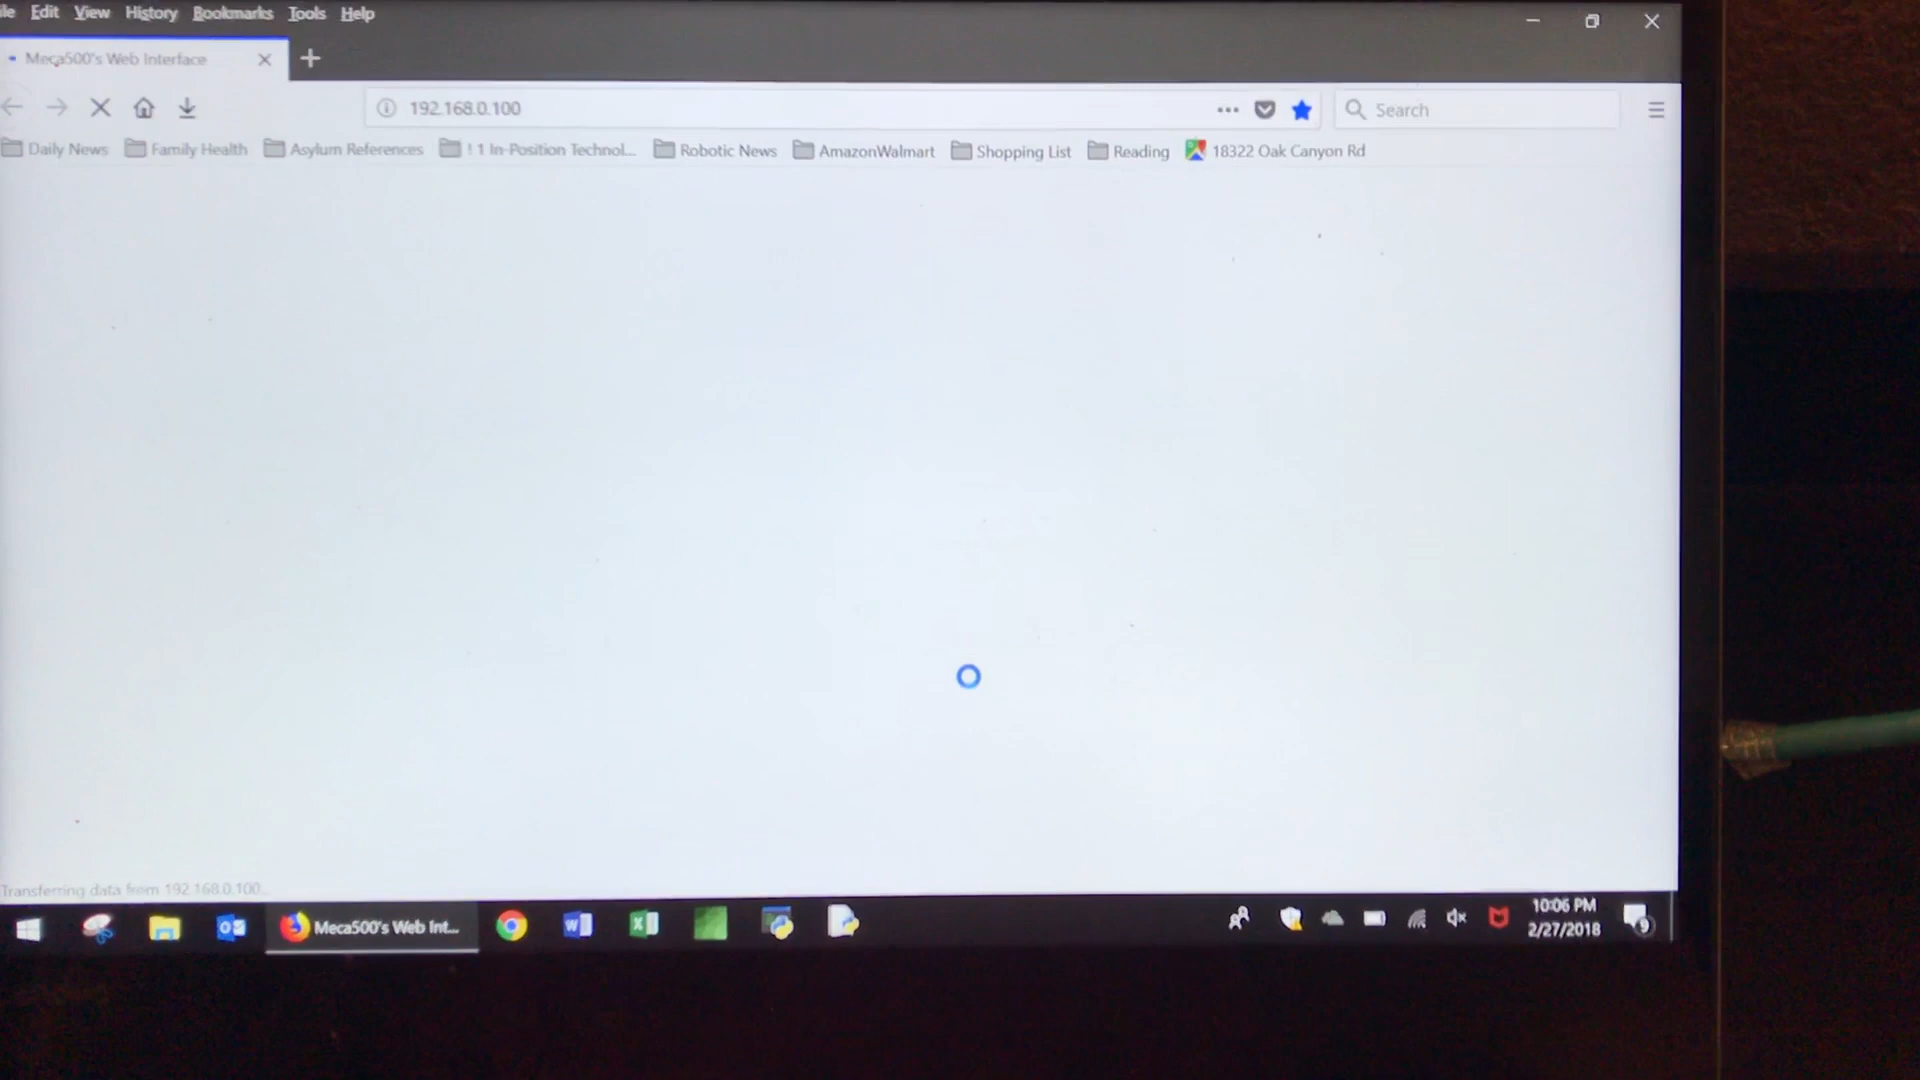 ile Edit View History Bookmarks Tools Help
Meca500's Web Interface
192.168.0.100
Search
Daily News Family Health Asylum References ! 1 In-Position Technol... Robotic News AmazonWalmart Shopping List Reading 18322 Oak Canyon Rd
Transferring data from 192.168.0.100...
Meca500's Web Int...
10:06 PM
2/27/2018
9